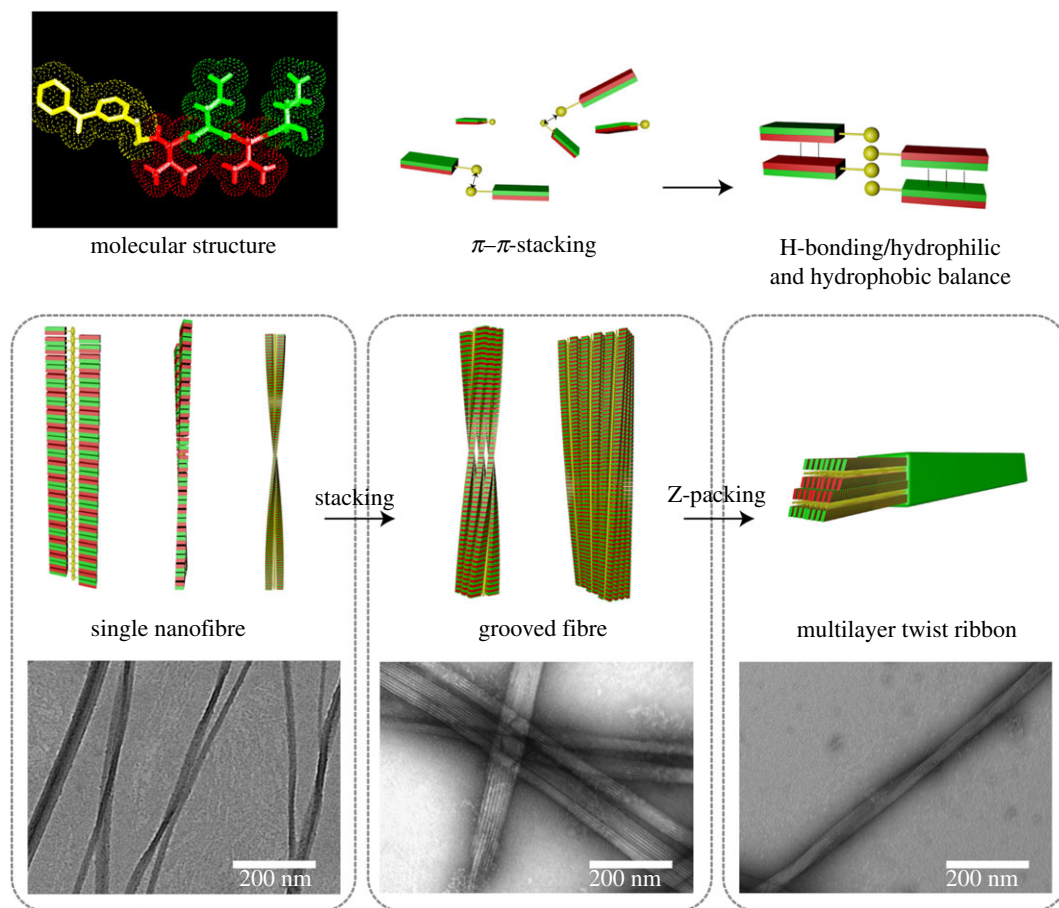 molecular structure
π–π-stacking
H-bonding/hydrophilic
and hydrophobic balance
stacking
Z-packing
single nanofibre
grooved fibre
multilayer twist ribbon
200 nm
200 nm
200 nm